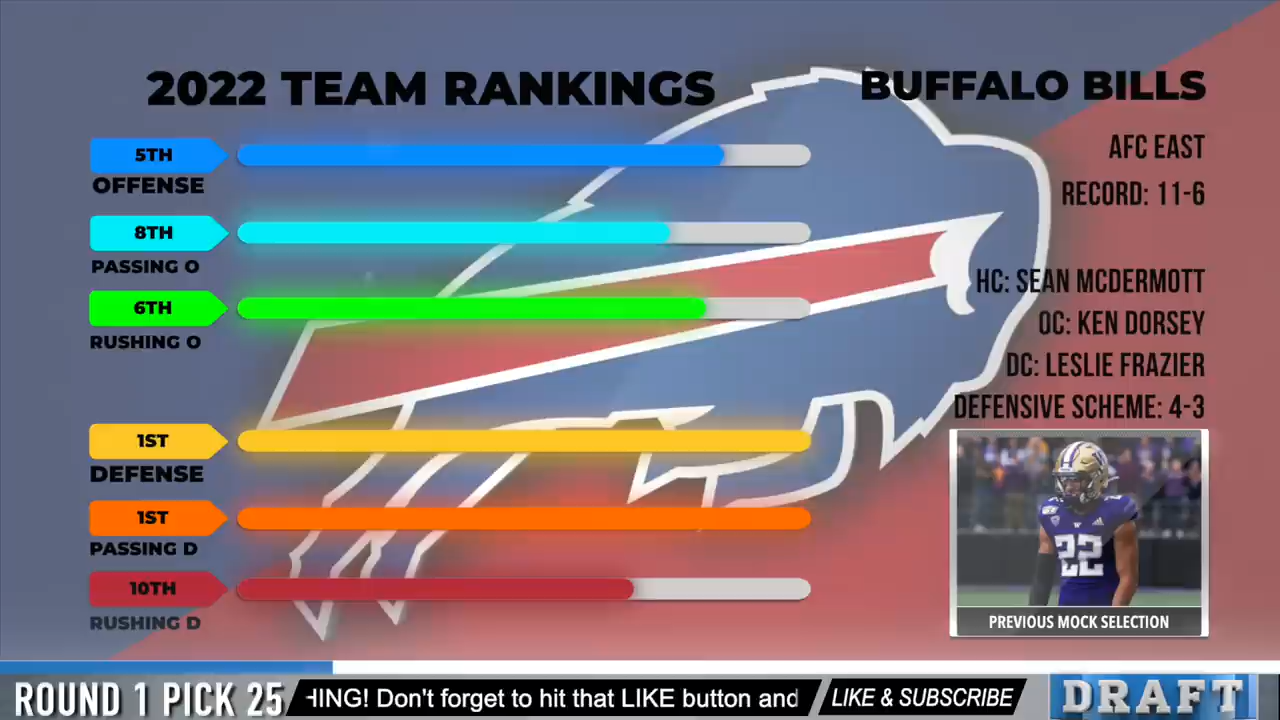 2022 TEAM RANKINGS
BUFFALO BILLS
AFC EAST
RECORD: 11-6
HC: SEAN MCDERMOTT
OC: KEN DORSEY
DC: LESLIE FRAZIER
DEFENSIVE SCHEME: 4-3
5TH
OFFENSE
8TH
PASSING O
6TH
RUSHING O
1ST
DEFENSE
1ST
PASSING D
10TH
RUSHING D
22
PREVIOUS MOCK SELECTION
ROUND 1 PICK 25
HING! Don't forget to hit that LIKE button and
LIKE & SUBSCRIBE
DRAFT